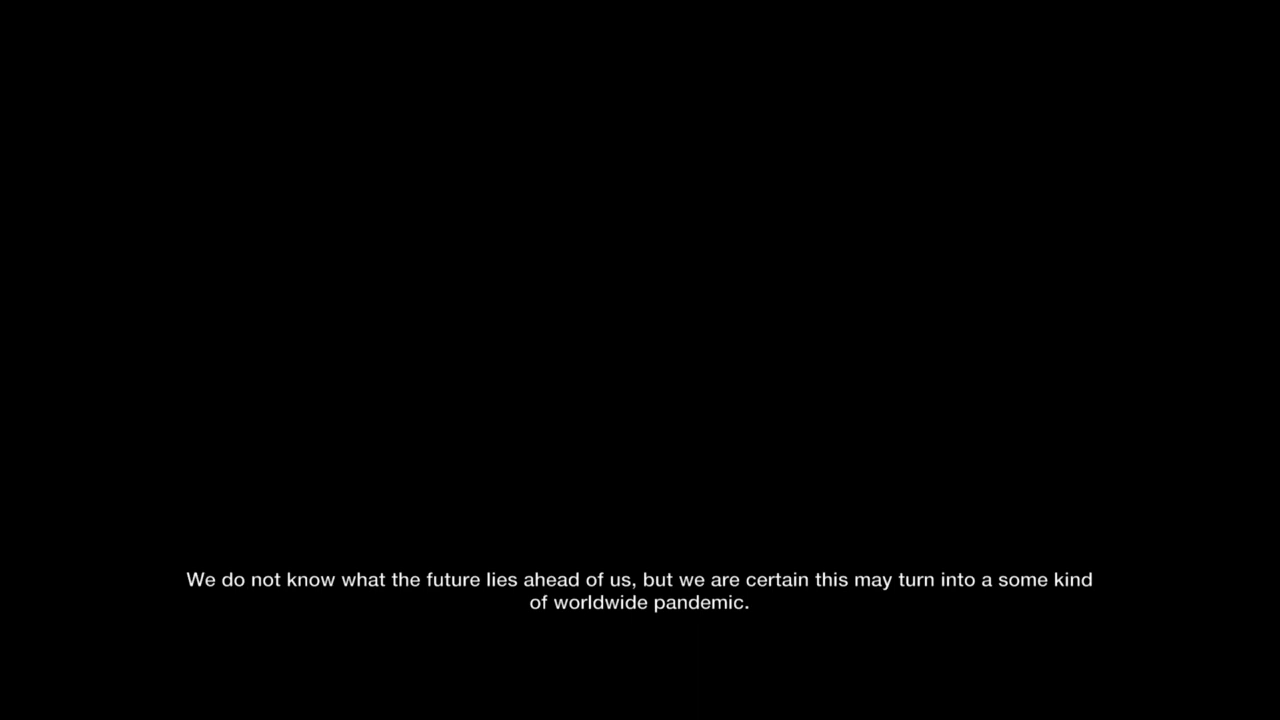 We do not know what the future lies ahead of us, but we are certain this may turn into a some kind
of worldwide pandemic.